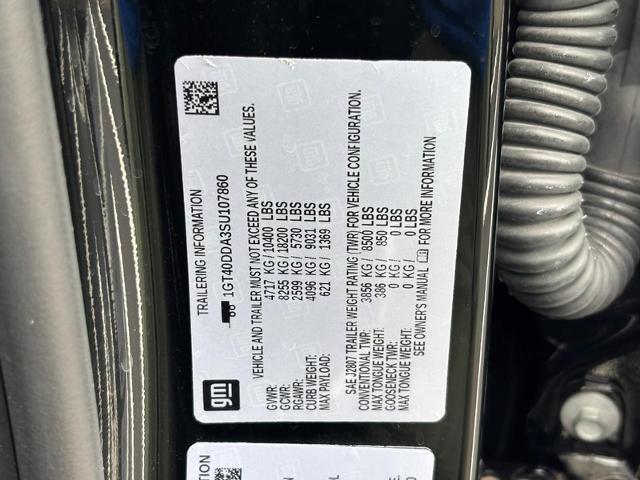 TRAILERING INFORMATION
1GT40DDA3SU107860
VEHICLE AND TRAILER MUST NOT EXCEED ANY OF THESE VALUES.
GVWR: 4717 KG / 10400 LBS
GCWR: 8255 KG / 18200 LBS
RGAWR: 2599 KG / 5730 LBS
CURB WEIGHT: 4096 KG / 9031 LBS
MAX PAYLOAD: 621 KG / 1369 LBS
SAE J2807 TRAILER WEIGHT RATING (TWR) FOR VEHICLE CONFIGURATION.
CONVENTIONAL TWR: 3856 KG / 8500 LBS
MAX TONGUE WEIGHT: 386 KG / 850 LBS
GOOSENECK TWR: 0 KG / 0 LBS
MAX TONGUE WEIGHT: 0 KG / 0 LBS
SEE OWNER'S MANUAL FOR MORE INFORMATION
gm